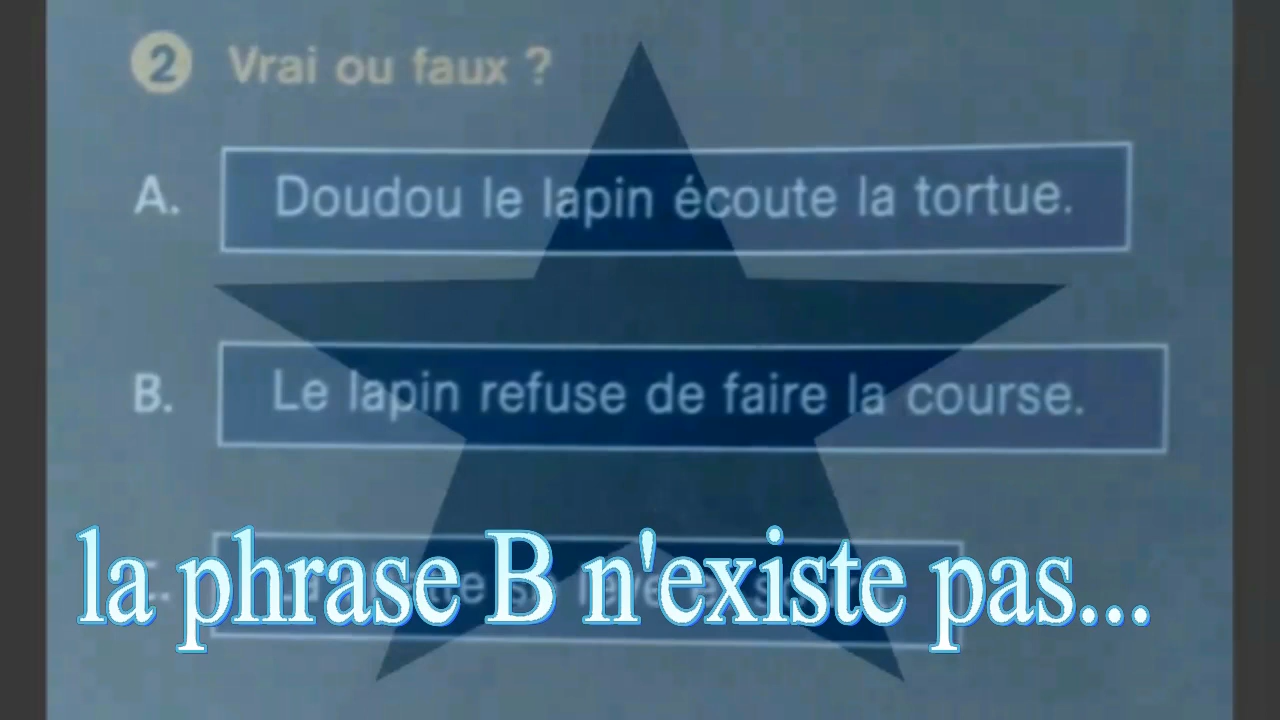 2 Vrai ou faux ?
A. Doudou le lapin écoute la tortue.
B. Le lapin refuse de faire la course.
la phrase B n'existe pas...